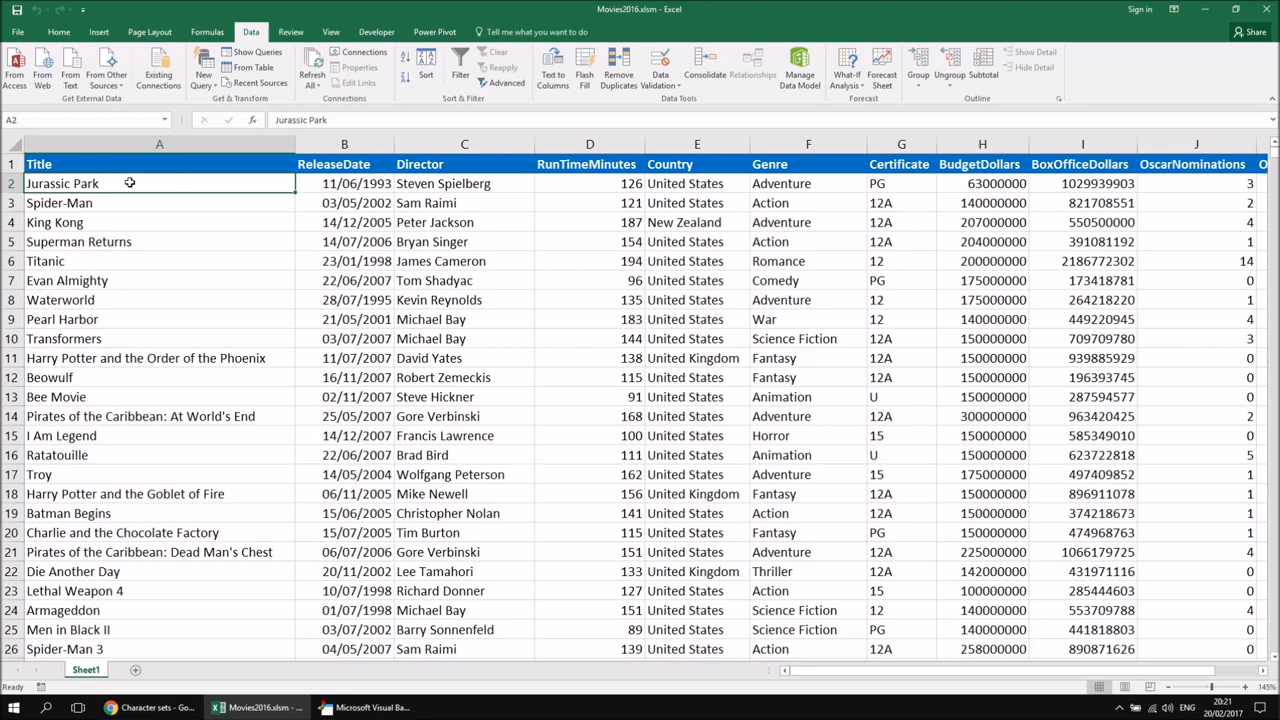 Movies2016.xlsm - Excel
Sign in
File Home Insert Page Layout Formulas Data Review View Developer Power Pivot Tell me what you want to do Share
From Access
From Web
From Text
From Other Sources
Existing Connections
Get External Data
New Query
Show Queries
From Table
Recent Sources
Get & Transform
Refresh All
Connections
Properties
Edit Links
Connections
Sort
Filter
Clear
Reapply
Advanced
Sort & Filter
Text to Columns
Flash Fill
Remove Duplicates
Data Validation
Consolidate
Relationships
Manage Data Model
Data Tools
What-If Analysis
Forecast Sheet
Forecast
Group
Ungroup
Subtotal
Show Detail
Hide Detail
Outline
A2 fx Jurassic Park
A B C D E F G H I J
1 Title ReleaseDate Director RunTimeMinutes Country Genre Certificate BudgetDollars BoxOfficeDollars OscarNominations O
2 Jurassic Park 11/06/1993 Steven Spielberg 126 United States Adventure PG 63000000 1029939903 3
3 Spider-Man 03/05/2002 Sam Raimi 121 United States Action 12A 140000000 821708551 2
4 King Kong 14/12/2005 Peter Jackson 187 New Zealand Adventure 12A 207000000 550500000 4
5 Superman Returns 14/07/2006 Bryan Singer 154 United States Action 12A 204000000 391081192 1
6 Titanic 23/01/1998 James Cameron 194 United States Romance 12 200000000 2186772302 14
7 Evan Almighty 22/06/2007 Tom Shadyac 96 United States Comedy PG 175000000 173418781 0
8 Waterworld 28/07/1995 Kevin Reynolds 135 United States Adventure 12 175000000 264218220 1
9 Pearl Harbor 21/05/2001 Michael Bay 183 United States War 12 140000000 449220945 4
10 Transformers 03/07/2007 Michael Bay 144 United States Science Fiction 12A 150000000 709709780 3
11 Harry Potter and the Order of the Phoenix 11/07/2007 David Yates 138 United Kingdom Fantasy 12A 150000000 939885929 0
12 Beowulf 16/11/2007 Robert Zemeckis 115 United States Fantasy 12A 150000000 196393745 0
13 Bee Movie 02/11/2007 Steve Hickner 91 United States Animation U 150000000 287594577 0
14 Pirates of the Caribbean: At World's End 25/05/2007 Gore Verbinski 168 United States Adventure 12A 300000000 963420425 2
15 I Am Legend 14/12/2007 Francis Lawrence 100 United States Horror 15 150000000 585349010 0
16 Ratatouille 22/06/2007 Brad Bird 111 United States Animation U 150000000 623722818 5
17 Troy 14/05/2004 Wolfgang Peterson 162 United States Adventure 15 175000000 497409852 1
18 Harry Potter and the Goblet of Fire 06/11/2005 Mike Newell 156 United Kingdom Fantasy 12A 150000000 896911078 1
19 Batman Begins 15/06/2005 Christopher Nolan 141 United States Action 12A 150000000 374218673 1
20 Charlie and the Chocolate Factory 15/07/2005 Tim Burton 115 United States Fantasy PG 150000000 474968763 1
21 Pirates of the Caribbean: Dead Man's Chest 06/07/2006 Gore Verbinski 151 United States Adventure 12A 225000000 1066179725 4
22 Die Another Day 20/11/2002 Lee Tamahori 133 United Kingdom Thriller 12A 142000000 431971116 0
23 Lethal Weapon 4 10/07/1998 Richard Donner 127 United States Action 15 100000000 285444603 0
24 Armageddon 01/07/1998 Michael Bay 151 United States Science Fiction 12 140000000 553709788 4
25 Men in Black II 03/07/2002 Barry Sonnenfeld 89 United States Science Fiction PG 140000000 441818803 0
26 Spider-Man 3 04/05/2007 Sam Raimi 139 United States Action 12A 258000000 890871626 0
Sheet1
Ready 145%
Character sets - Go... Movies2016.xlsm - ... Microsoft Visual Ba... ENG 20:21
20/02/2017